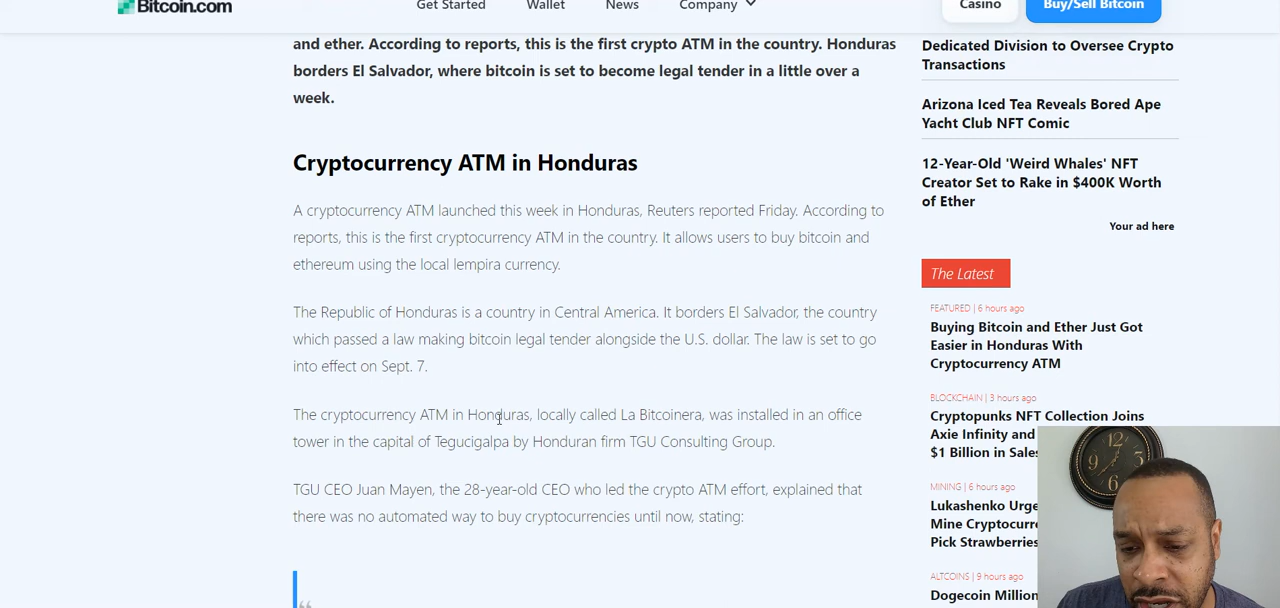 Bitcoin.com
Get Started
Wallet
News
Company
Casino
Buy/Sell Bitcoin
and ether. According to reports, this is the first crypto ATM in the country. Honduras
borders El Salvador, where bitcoin is set to become legal tender in a little over a
week.
Cryptocurrency ATM in Honduras
A cryptocurrency ATM launched this week in Honduras, Reuters reported Friday. According to
reports, this is the first cryptocurrency ATM in the country. It allows users to buy bitcoin and
ethereum using the local lempira currency.
The Republic of Honduras is a country in Central America. It borders El Salvador, the country
which passed a law making bitcoin legal tender alongside the U.S. dollar. The law is set to go
into effect on Sept. 7.
The cryptocurrency ATM in Honduras, locally called La Bitcoinera, was installed in an office
tower in the capital of Tegucigalpa by Honduran firm TGU Consulting Group.
TGU CEO Juan Mayen, the 28-year-old CEO who led the crypto ATM effort, explained that
there was no automated way to buy cryptocurrencies until now, stating:
“
Dedicated Division to Oversee Crypto
Transactions
Arizona Iced Tea Reveals Bored Ape
Yacht Club NFT Comic
12-Year-Old 'Weird Whales' NFT
Creator Set to Rake in $400K Worth
of Ether
Your ad here
The Latest
FEATURED | 6 hours ago
Buying Bitcoin and Ether Just Got
Easier in Honduras With
Cryptocurrency ATM
BLOCKCHAIN | 3 hours ago
Cryptopunks NFT Collection Joins
Axie Infinity and
$1 Billion in Sales
MINING | 6 hours ago
Lukashenko Urge
Mine Cryptocurre
Pick Strawberries
ALTCOINS | 9 hours ago
Dogecoin Million